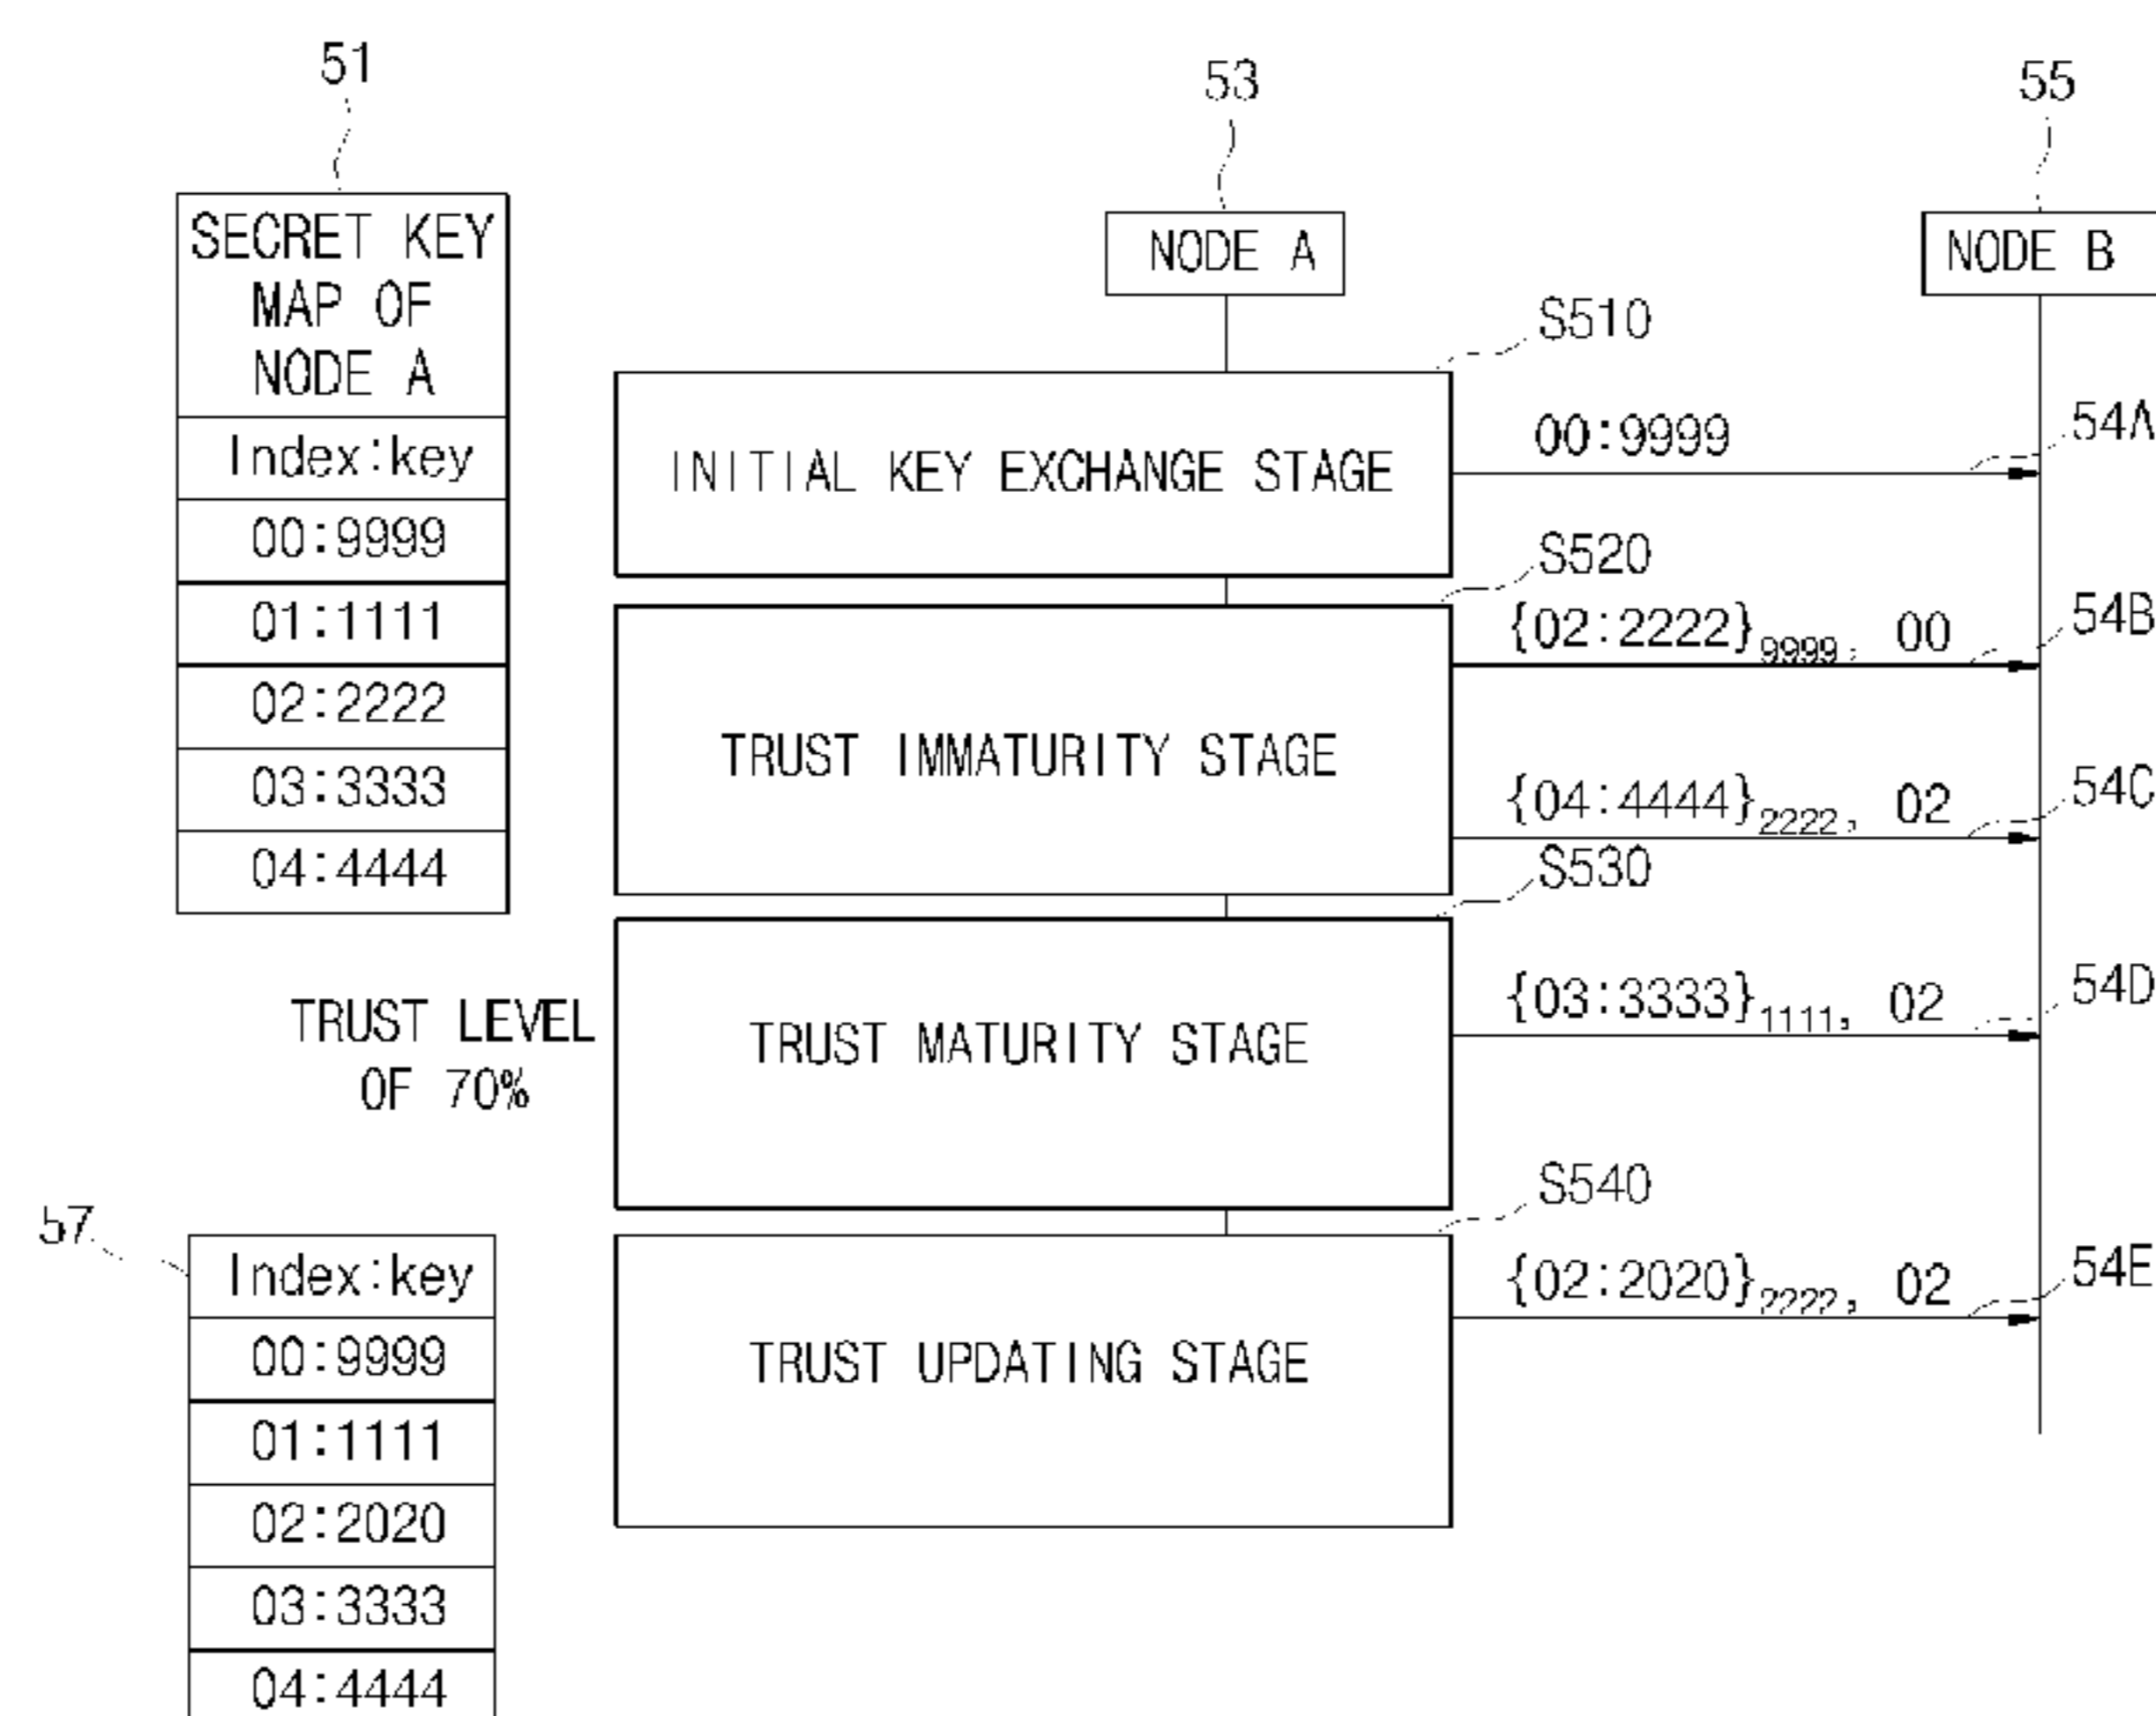 51
53
55
SECRET KEY
MAP OF
NODE A
Index:key
00:9999
01:1111
02:2222
03:3333
04:4444
NODE A
NODE B
S510
INITIAL KEY EXCHANGE STAGE
00:9999
54A
S520
TRUST IMMATURITY STAGE
{02:2222}9999, 00
54B
{04:4444}2222, 02
54C
S530
TRUST LEVEL
OF 70%
TRUST MATURITY STAGE
{03:3333}1111, 02
54D
S540
TRUST UPDATING STAGE
{02:2020}2222, 02
54E
57
Index:key
00:9999
01:1111
02:2020
03:3333
04:4444